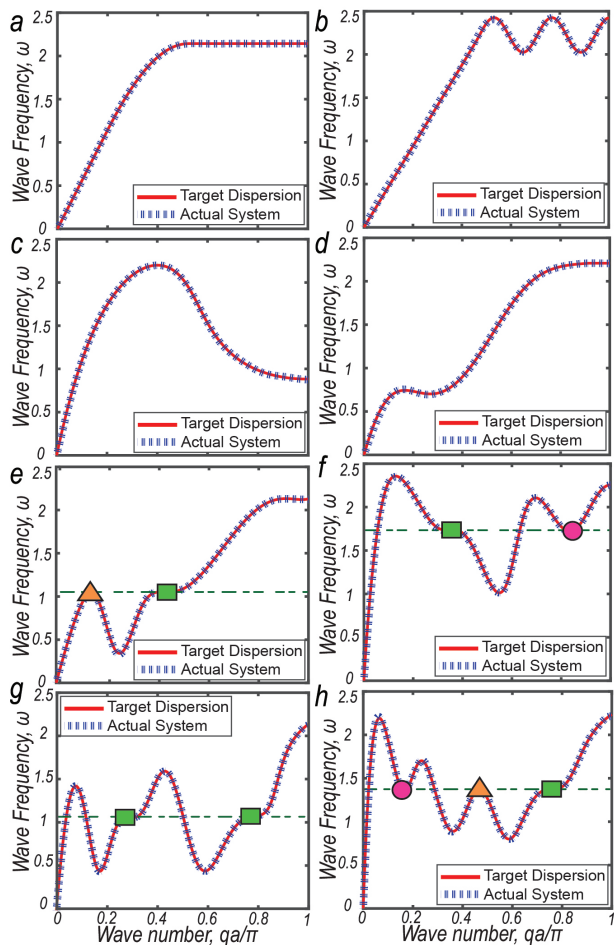 a
2.5
2
1.5
1
0.5
0
Wave Frequency, ω
Target Dispersion
Actual System
b
2.5
2
1.5
1
0.5
0
Wave Frequency, ω
Target Dispersion
Actual System
c
2.5
2
1.5
1
0.5
0
Wave Frequency, ω
Target Dispersion
Actual System
d
2.5
2
1.5
1
0.5
0
Wave Frequency, ω
Target Dispersion
Actual System
e
2.5
2
1.5
1
0.5
0
Wave Frequency, ω
Target Dispersion
Actual System
f
2.5
2
1.5
1
0.5
0
Wave Frequency, ω
Target Dispersion
Actual System
g
2.5
2
1.5
1
0.5
0
Wave Frequency, ω
Target Dispersion
Actual System
0 0.2 0.4 0.6 0.8 1
Wave number, qa/π
h
2.5
2
1.5
1
0.5
0
Wave Frequency, ω
Target Dispersion
Actual System
0 0.2 0.4 0.6 0.8 1
Wave number, qa/π